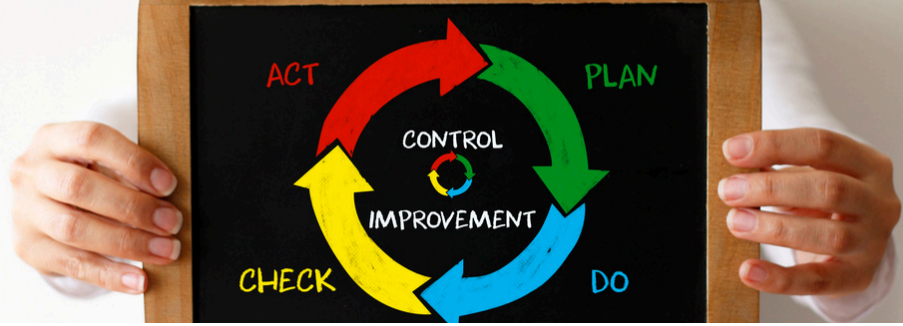 ACT
PLAN
CONTROL
IMPROVEMENT
CHECK
DO